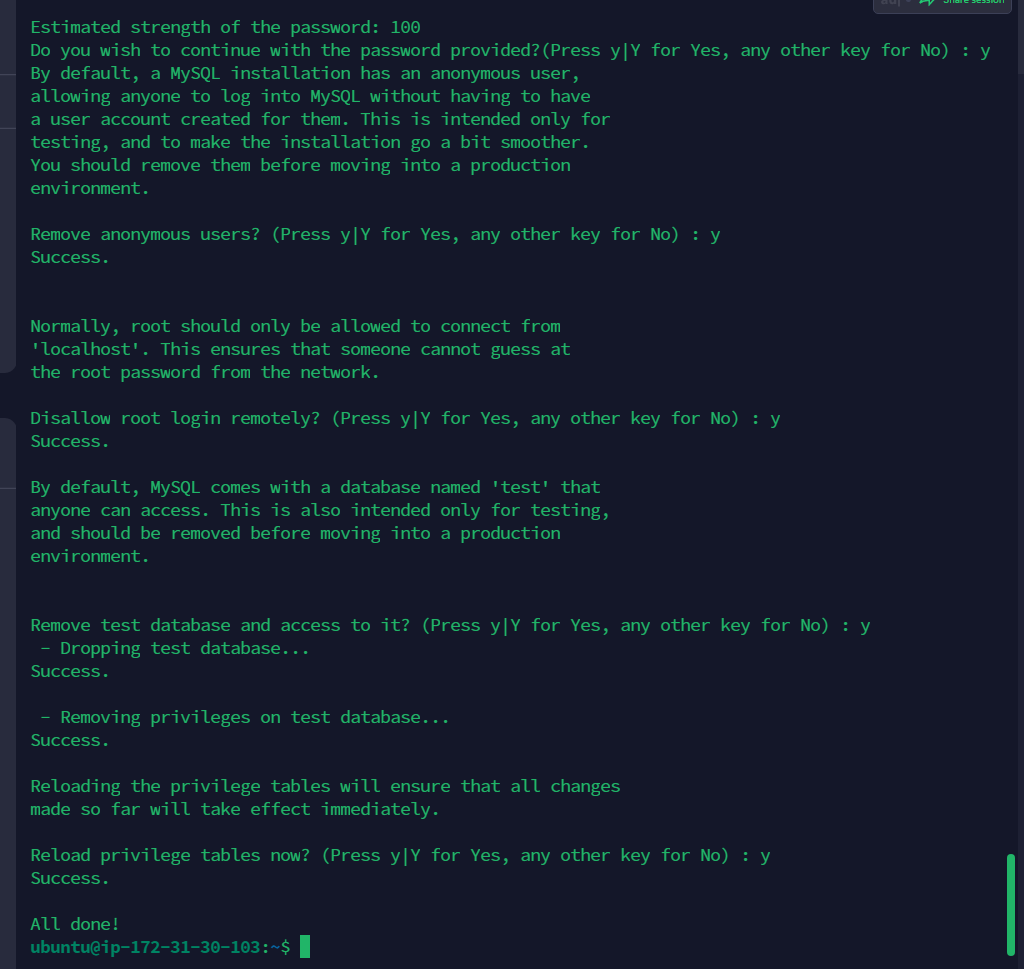 Share session
Estimated strength of the password: 100
Do you wish to continue with the password provided?(Press y|Y for Yes, any other key for No) : y
By default, a MySQL installation has an anonymous user,
allowing anyone to log into MySQL without having to have
a user account created for them. This is intended only for
testing, and to make the installation go a bit smoother.
You should remove them before moving into a production
environment.
Remove anonymous users? (Press y|Y for Yes, any other key for No) : y
Success.
Normally, root should only be allowed to connect from
'localhost'. This ensures that someone cannot guess at
the root password from the network.
Disallow root login remotely? (Press y|Y for Yes, any other key for No) : y
Success.
By default, MySQL comes with a database named 'test' that
anyone can access. This is also intended only for testing,
and should be removed before moving into a production
environment.
Remove test database and access to it? (Press y|Y for Yes, any other key for No) : y
- Dropping test database...
Success.
- Removing privileges on test database...
Success.
Reloading the privilege tables will ensure that all changes
made so far will take effect immediately.
Reload privilege tables now? (Press y|Y for Yes, any other key for No) : y
Success.
All done!
ubuntu@ip-172-31-30-103:~$